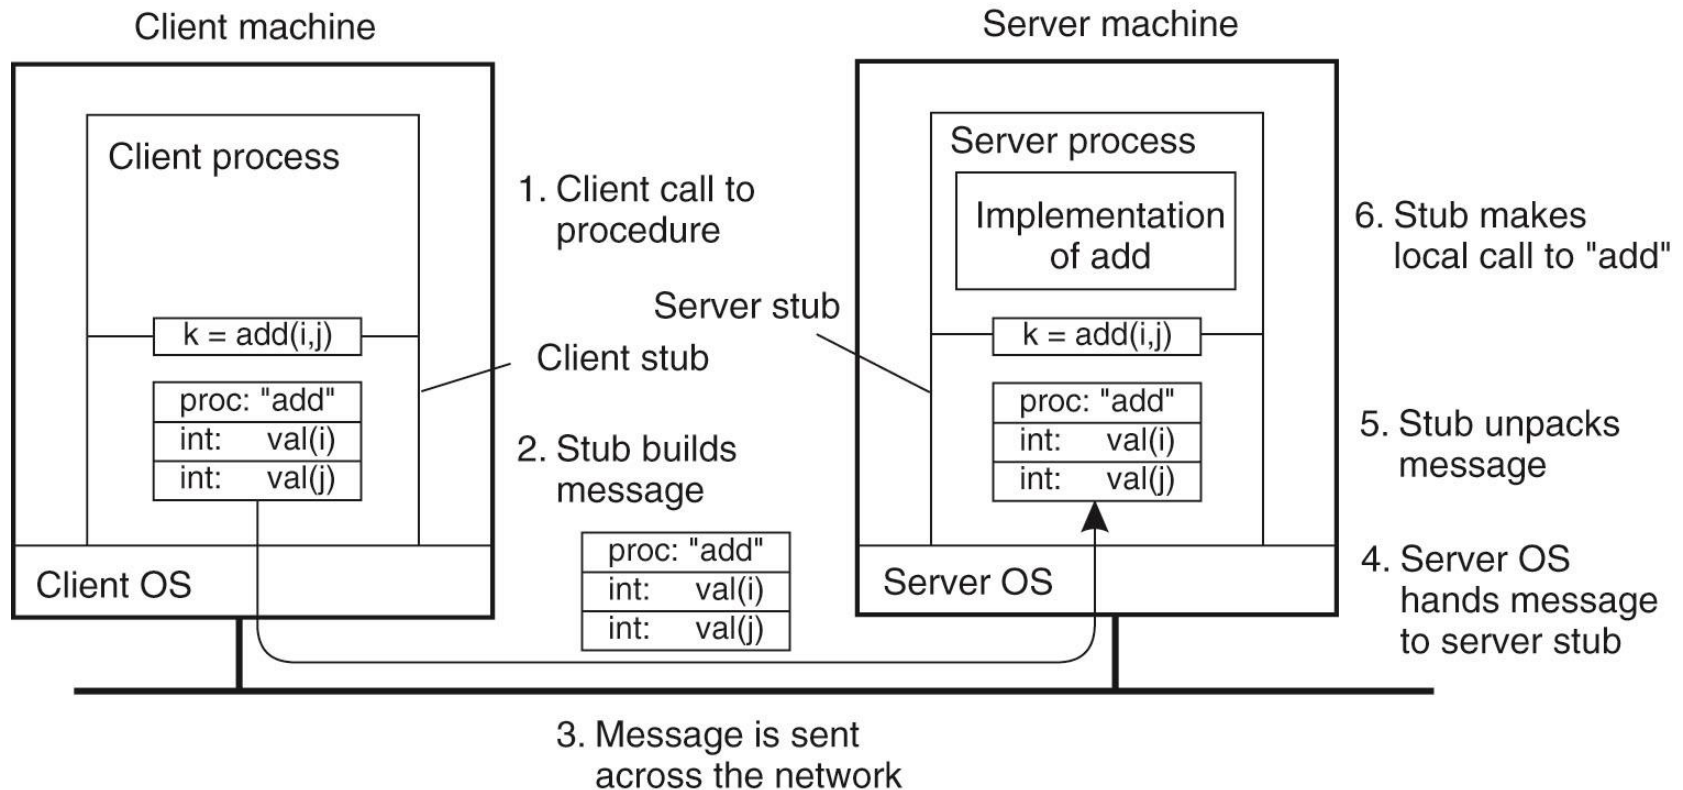 Client machine
Server machine
Client process
1. Client call to
procedure
Server process
Implementation
of add
6. Stub makes
local call to "add"
Server stub
k = add(i,j)
k = add(i,j)
Client stub
proc: "add"
int: val(i)
int: val(j)
2. Stub builds
message
proc: "add"
int: val(i)
int: val(j)
5. Stub unpacks
message
proc: "add"
int: val(i)
int: val(j)
Client OS
Server OS
4. Server OS
hands message
to server stub
3. Message is sent
across the network